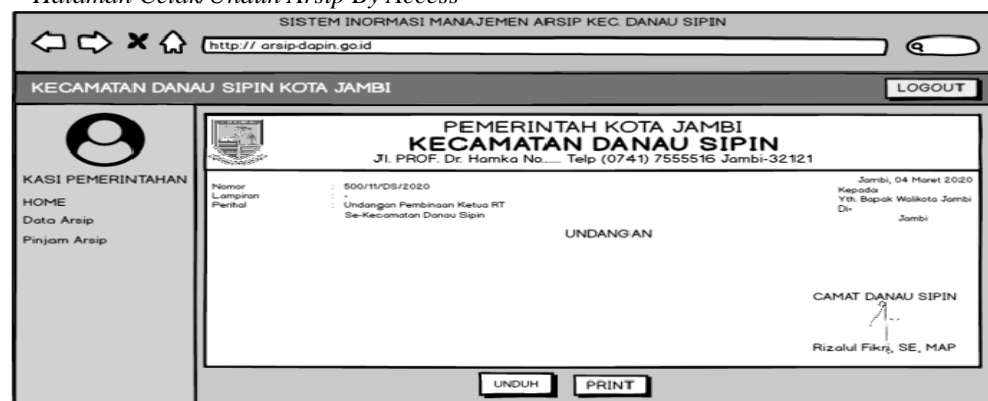 Halaman Cetak/Unduh Arsip By Access
SISTEM INORMASI MANAJEMEN ARSIP KEC. DANAU SIPIN
http:// arsip-dapin.go.id
KECAMATAN DANAU SIPIN KOTA JAMBI
LOGOUT
KASI PEMERINTAHAN
HOME
Data Arsip
Pinjam Arsip
PEMERINTAH KOTA JAMBI
KECAMATAN DANAU SIPIN
Jl. PROF. Dr. Hamka No...... Telp (0741) 7555516 Jambi-32121
Nomor : 500/11/DS/2020
Lampiran : -
Perihal : Undangan Pembinaan Ketua RT
Se-Kecamatan Danau Sipin
Jambi, 04 Maret 2020
Kepada
Yth. Bapak Walikota Jambi
Di-
Jambi
UNDANGAN
CAMAT DANAU SIPIN
Rizalul Fikri, SE, MAP
UNDUH
PRINT